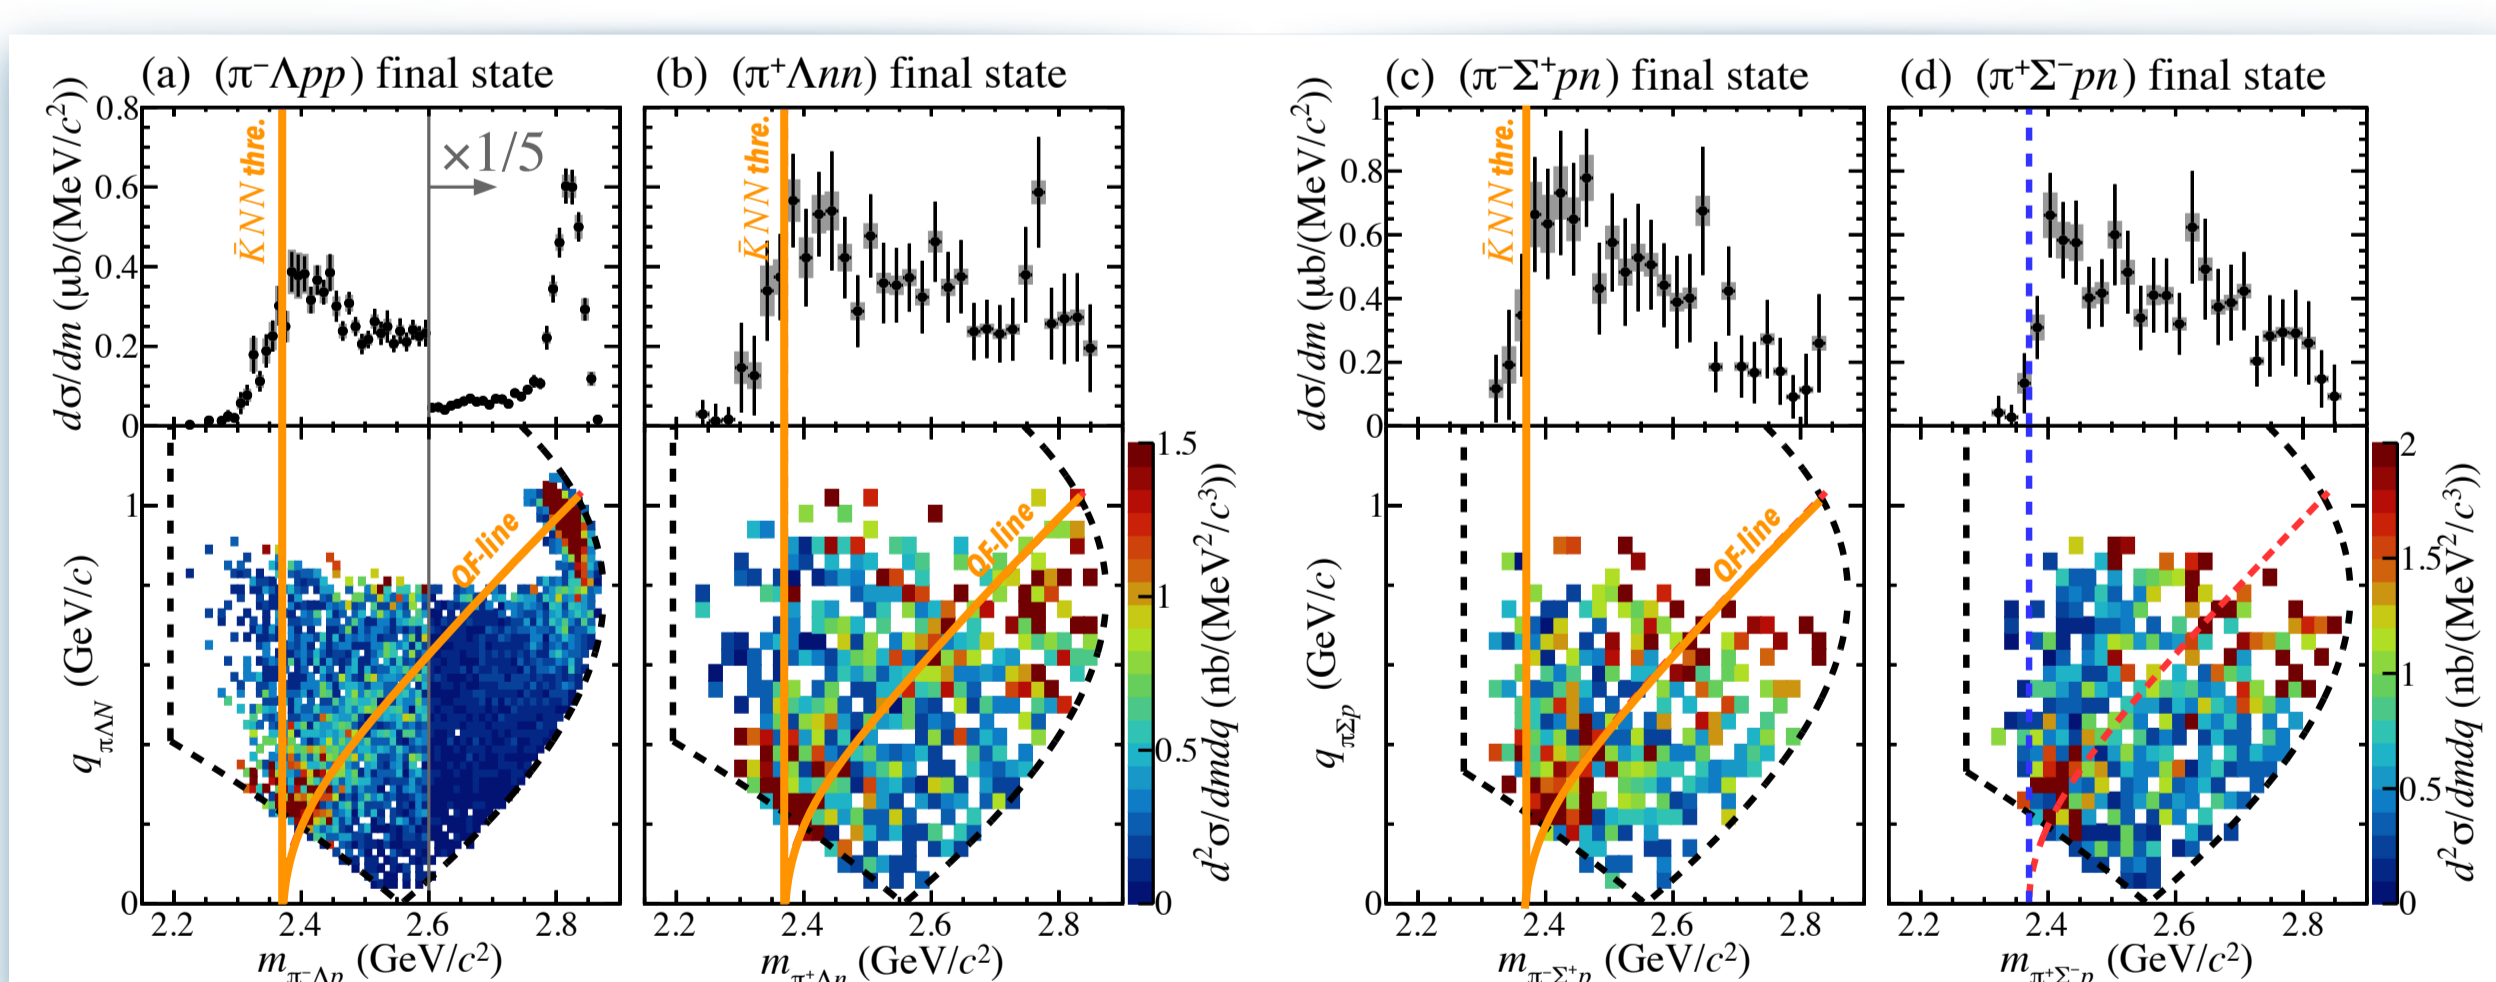 (a) (π⁻Λpp) final state
(b) (π⁺Λnn) final state
(c) (π⁻Σ⁺pn) final state
(d) (π⁺Σ⁻pn) final state
dσ/dm (μb/(MeV/c²))
0.8
0.6
0.4
0.2
0
K̄NN thre.
×1/5
K̄NN thre.
dσ/dm (μb/(MeV/c²))
1
0.8
0.6
0.4
0.2
0
K̄NN thre.
q πΛN (GeV/c)
1
0
QF-line
QF-line
1.5
1
0.5
0
d²σ/dmdq (nb/(MeV²/c³))
q πΣp (GeV/c)
1
0
QF-line
2
1.5
1
0.5
0
d²σ/dmdq (nb/(MeV²/c³))
2.2 2.4 2.6 2.8
2.2 2.4 2.6 2.8
2.2 2.4 2.6 2.8
2.2 2.4 2.6 2.8
m π⁻Λp (GeV/c²)
m π⁺Λn (GeV/c²)
m π⁻Σ⁺p (GeV/c²)
m π⁺Σ⁻p (GeV/c²)